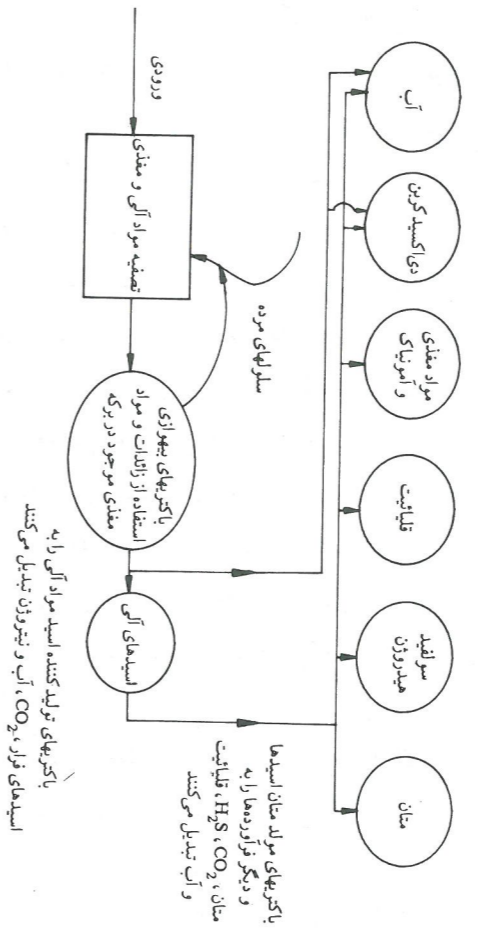 آب
دی‌اکسید کربن
مواد مغذی
و آمونیاک
قلیائیت
سولفید
هیدروژن
متان
ورودی
تصفیه مواد آلی و مغذی
سلولهای مرده
باکتریهای بیهوازی
استفاده از زائدات و مواد
مغذی موجود در برکه
اسیدهای آلی
باکتریهای مولد متان اسیدها
و دیگر فرآورده‌ها را به
متان، CO₂، H₂S، قلیائیت
و آب تبدیل می‌کنند
باکتریهای تولید کننده اسید مواد آلی را به
اسیدهای فرار، CO₂، آب و نیتروژن تبدیل می‌کنند